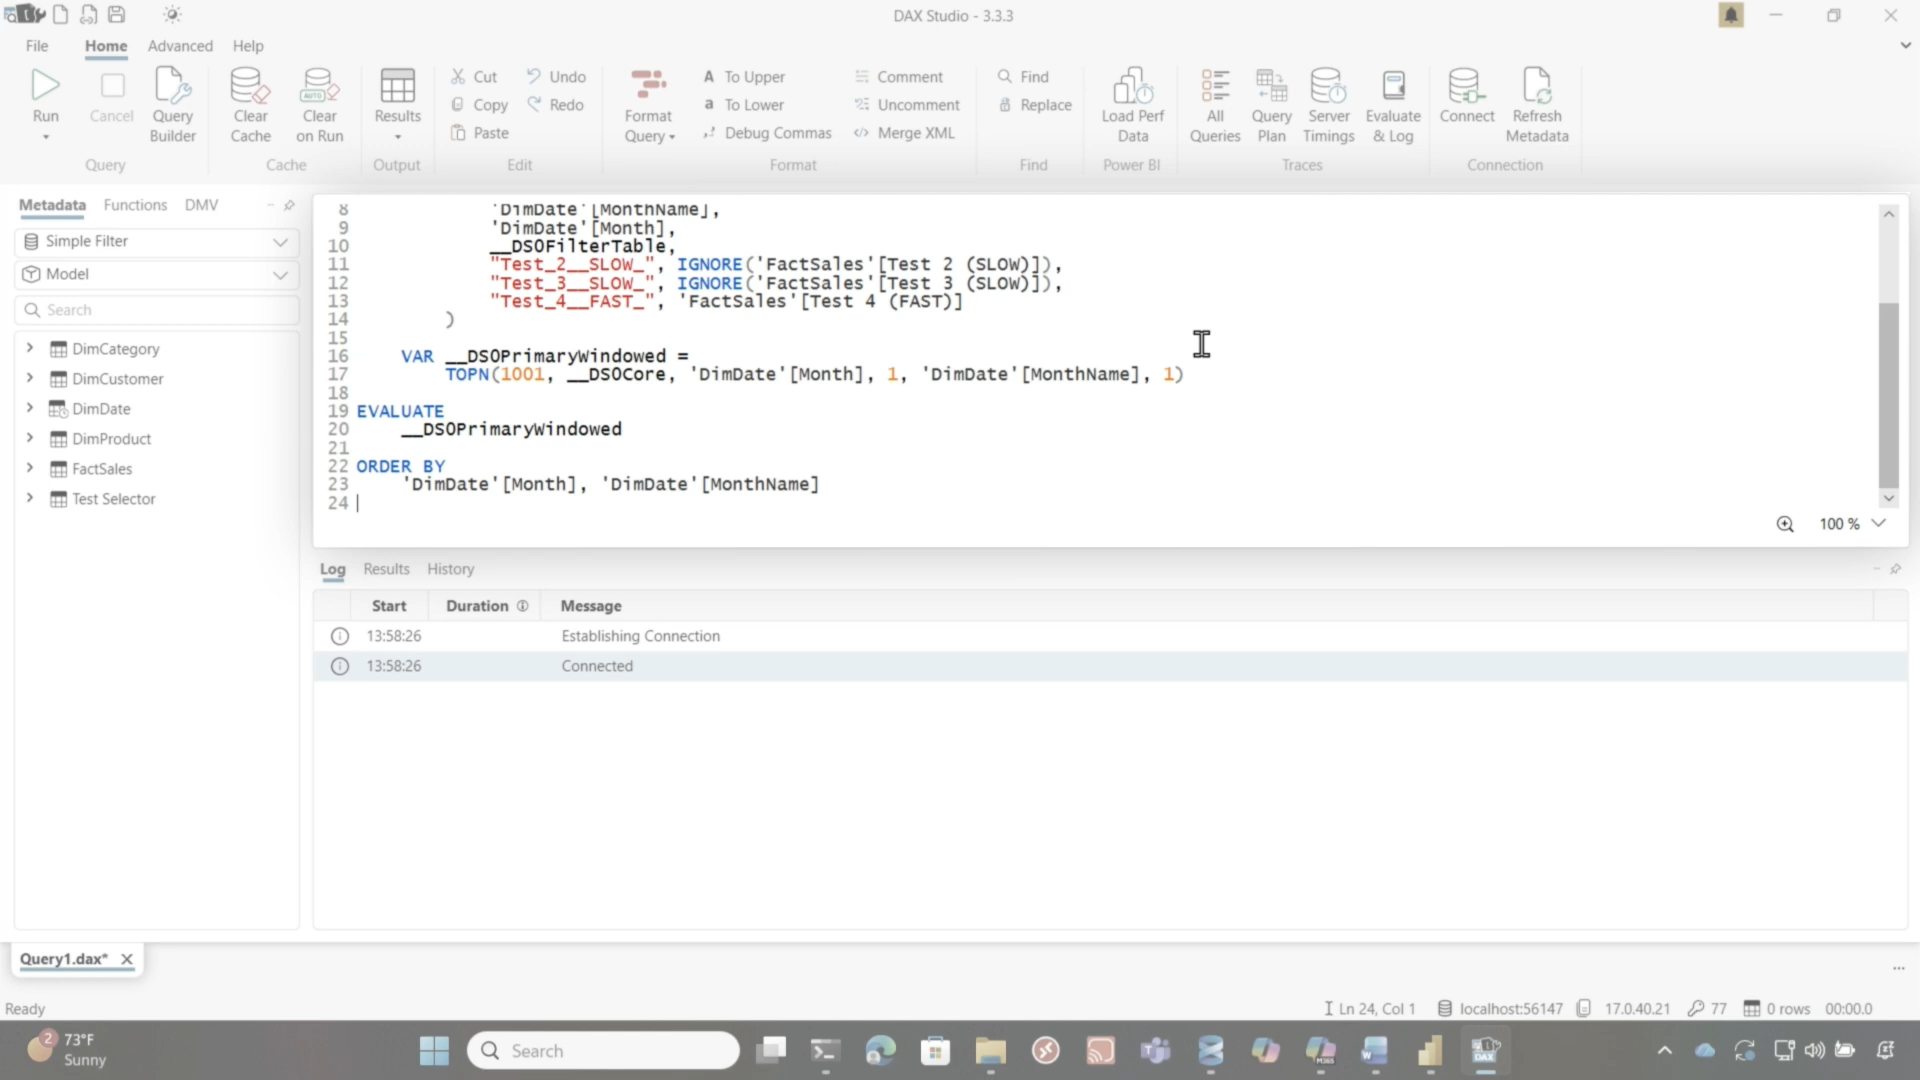 DAX Studio - 3.3.3
File Home Advanced Help
Run Cancel Query Builder Clear Cache AUTO Clear on Run Results Cut Undo Format Query To Upper Comment Find Load Perf Data All Queries Query Plan Server Timings Evaluate & Log Connect Refresh Metadata
Copy Redo a To Lower Uncomment Replace
Paste Debug Commas Merge XML
Query Cache Output Edit Format Find Power BI Traces Connection
Metadata Functions DMV
Simple Filter
Model
Search
DimCategory
DimCustomer
DimDate
DimProduct
FactSales
Test Selector
8 'DimDate'[MonthName],
9 'DimDate'[Month],
10 __DS0FilterTable,
11 "Test_2__SLOW_", IGNORE('FactSales'[Test 2 (SLOW)]),
12 "Test_3__SLOW_", IGNORE('FactSales'[Test 3 (SLOW)]),
13 "Test_4__FAST_", 'FactSales'[Test 4 (FAST)]
14 )
15
16 VAR __DS0PrimaryWindowed =
17 TOPN(1001, __DS0Core, 'DimDate'[Month], 1, 'DimDate'[MonthName], 1)
18
19 EVALUATE
20 __DS0PrimaryWindowed
21
22 ORDER BY
23 'DimDate'[Month], 'DimDate'[MonthName]
24
100 %
Log Results History
Start Duration Message
13:58:26 Establishing Connection
13:58:26 Connected
Query1.dax*
Ready Ln 24, Col 1 localhost:56147 17.0.40.21 77 0 rows 00:00.0
2 73°F
Sunny
Search
M365
DAX